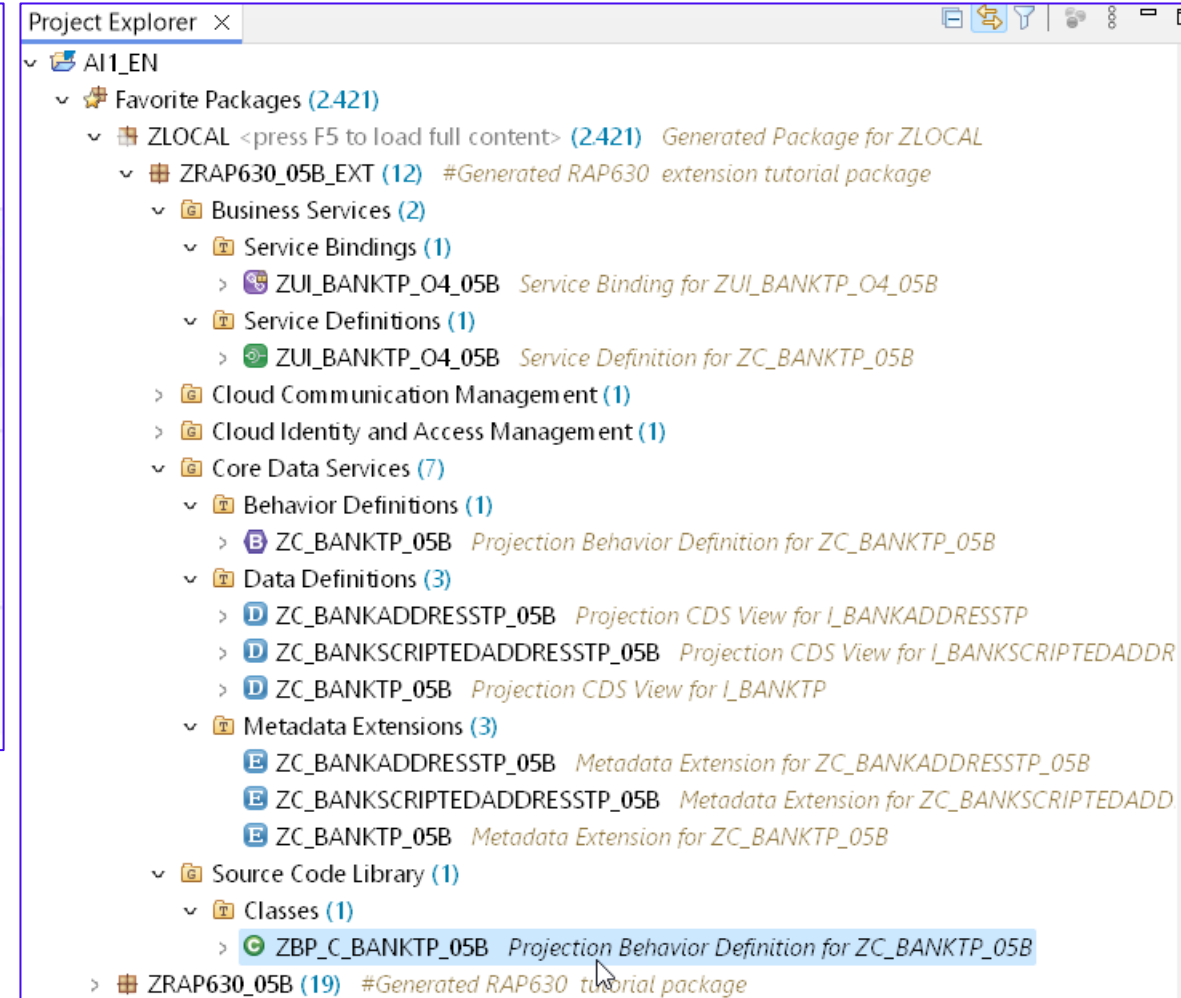 Project Explorer
AI1_EN
Favorite Packages (2.421)
ZLOCAL <press F5 to load full content> (2.421) Generated Package for ZLOCAL
ZRAP630_05B_EXT (12) #Generated RAP630 extension tutorial package
Business Services (2)
Service Bindings (1)
ZUI_BANKTP_O4_05B Service Binding for ZUI_BANKTP_O4_05B
Service Definitions (1)
ZUI_BANKTP_O4_05B Service Definition for ZC_BANKTP_05B
Cloud Communication Management (1)
Cloud Identity and Access Management (1)
Core Data Services (7)
Behavior Definitions (1)
B ZC_BANKTP_05B Projection Behavior Definition for ZC_BANKTP_05B
Data Definitions (3)
D ZC_BANKADDRESSTP_05B Projection CDS View for I_BANKADDRESSTP
D ZC_BANKSCRIPTEDADDRESSTP_05B Projection CDS View for I_BANKSCRIPTEDADDR
D ZC_BANKTP_05B Projection CDS View for I_BANKTP
Metadata Extensions (3)
E ZC_BANKADDRESSTP_05B Metadata Extension for ZC_BANKADDRESSTP_05B
E ZC_BANKSCRIPTEDADDRESSTP_05B Metadata Extension for ZC_BANKSCRIPTEDADD
E ZC_BANKTP_05B Metadata Extension for ZC_BANKTP_05B
Source Code Library (1)
Classes (1)
C ZBP_C_BANKTP_05B Projection Behavior Definition for ZC_BANKTP_05B
ZRAP630_05B (19) #Generated RAP630 tutorial package